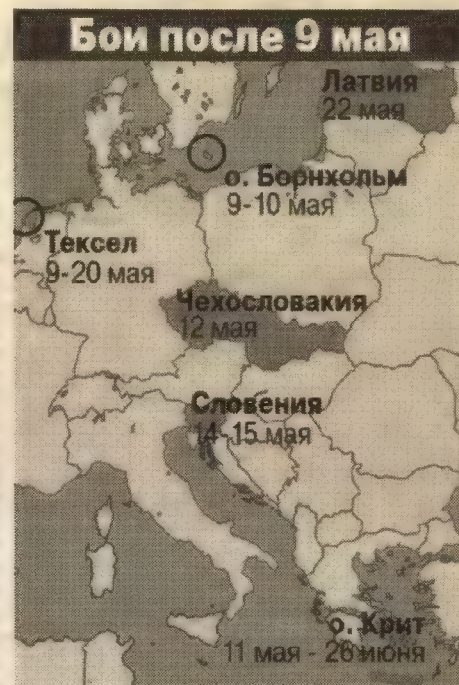 Бои после 9 мая
Латвия
22 мая
о. Борнхольм
9-10 мая
Тексел
9-20 мая
Чехословакия
12 мая
Словения
14-15 мая
о. Крит
11 мая - 26 июня